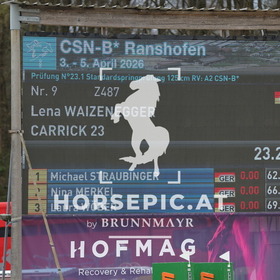 CSN-B* Ranshofen
3. - 5. April 2026
Prüfung N°23.1 Standardspringprüfung 125cm RV: A2 CSN-B*
Nr. 9 Z487
Lena WAIZENEGGER
CARRICK 23
23.2
1 Michael STRAUBINGER GER 0.00 62.
2 Nina MERKEL GER 0.00 66.
3 GER 0.00 69.
HORSEPIC.AT
by BRUNNMAYR
HOFMAG
Recovery & Reha